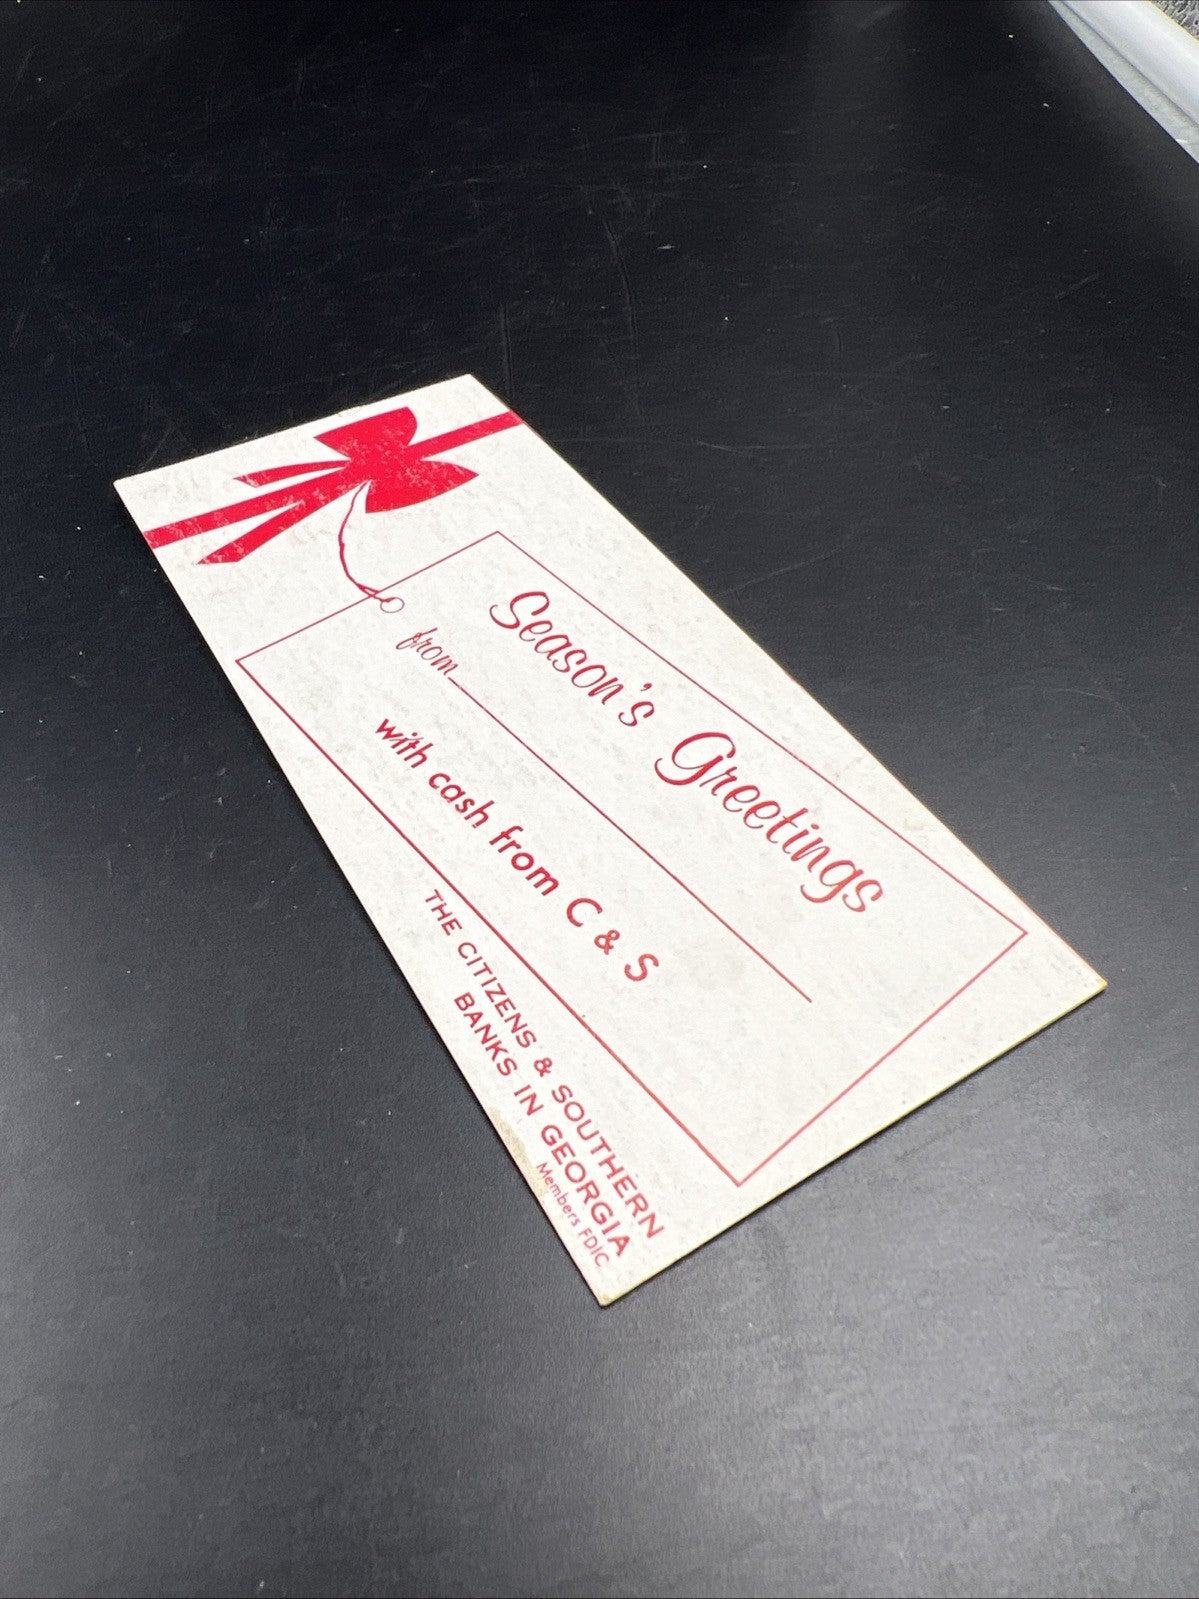 Season's Greetings
from
with cash from C & S
THE CITIZENS & SOUTHERN
BANKS IN GEORGIA
Members FDIC